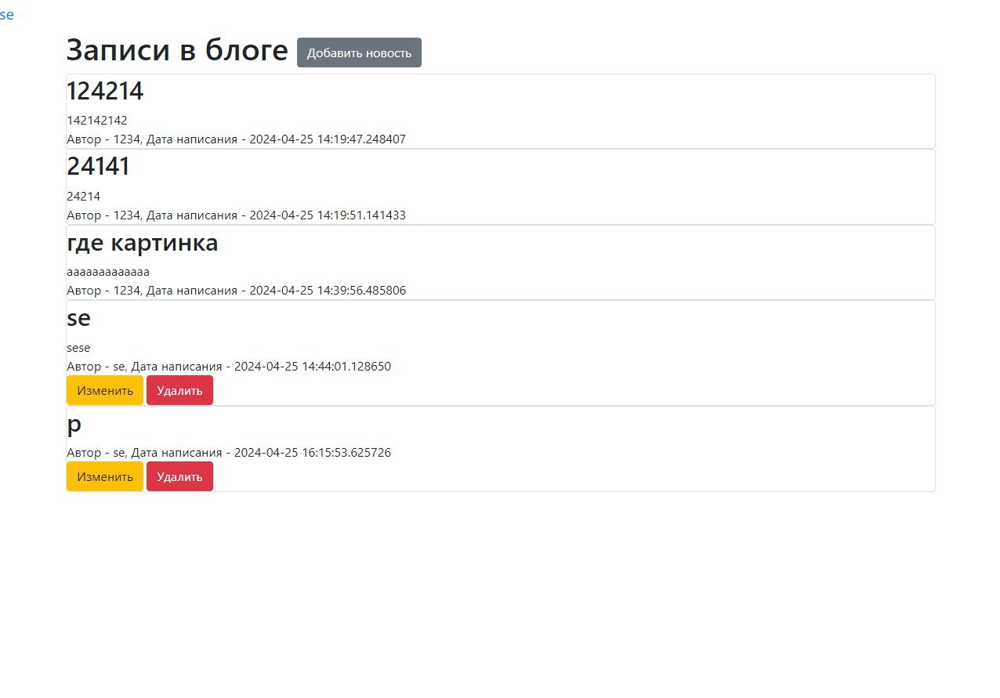 se
Записи в блоге Добавить новость
124214
142142142
Автор - 1234, Дата написания - 2024-04-25 14:19:47.248407
24141
24214
Автор - 1234, Дата написания - 2024-04-25 14:19:51.141433
где картинка
ааааааааааааа
Автор - 1234, Дата написания - 2024-04-25 14:39:56.485806
se
sese
Автор - se, Дата написания - 2024-04-25 14:44:01.128650
Изменить Удалить
р
Автор - se, Дата написания - 2024-04-25 16:15:53.625726
Изменить Удалить